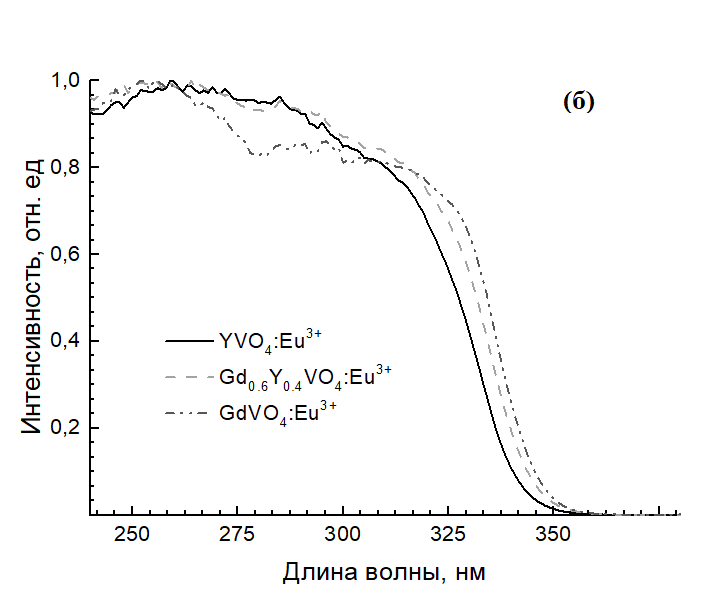 (б)
1,0
0,8
0,6
0,4
0,2
Интенсивность, отн. ед
YVO₄:Eu³⁺
Gd₀.₆Y₀.₄VO₄:Eu³⁺
GdVO₄:Eu³⁺
250 275 300 325 350
Длина волны, нм